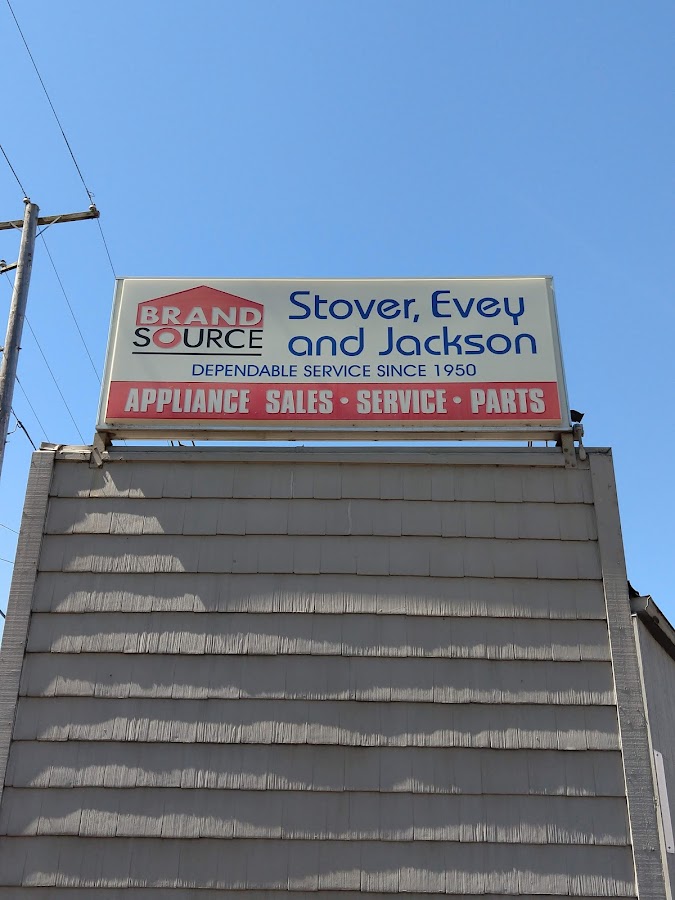 BRAND
SOURCE
Stover, Evey
and Jackson
DEPENDABLE SERVICE SINCE 1950
APPLIANCE SALES • SERVICE • PARTS